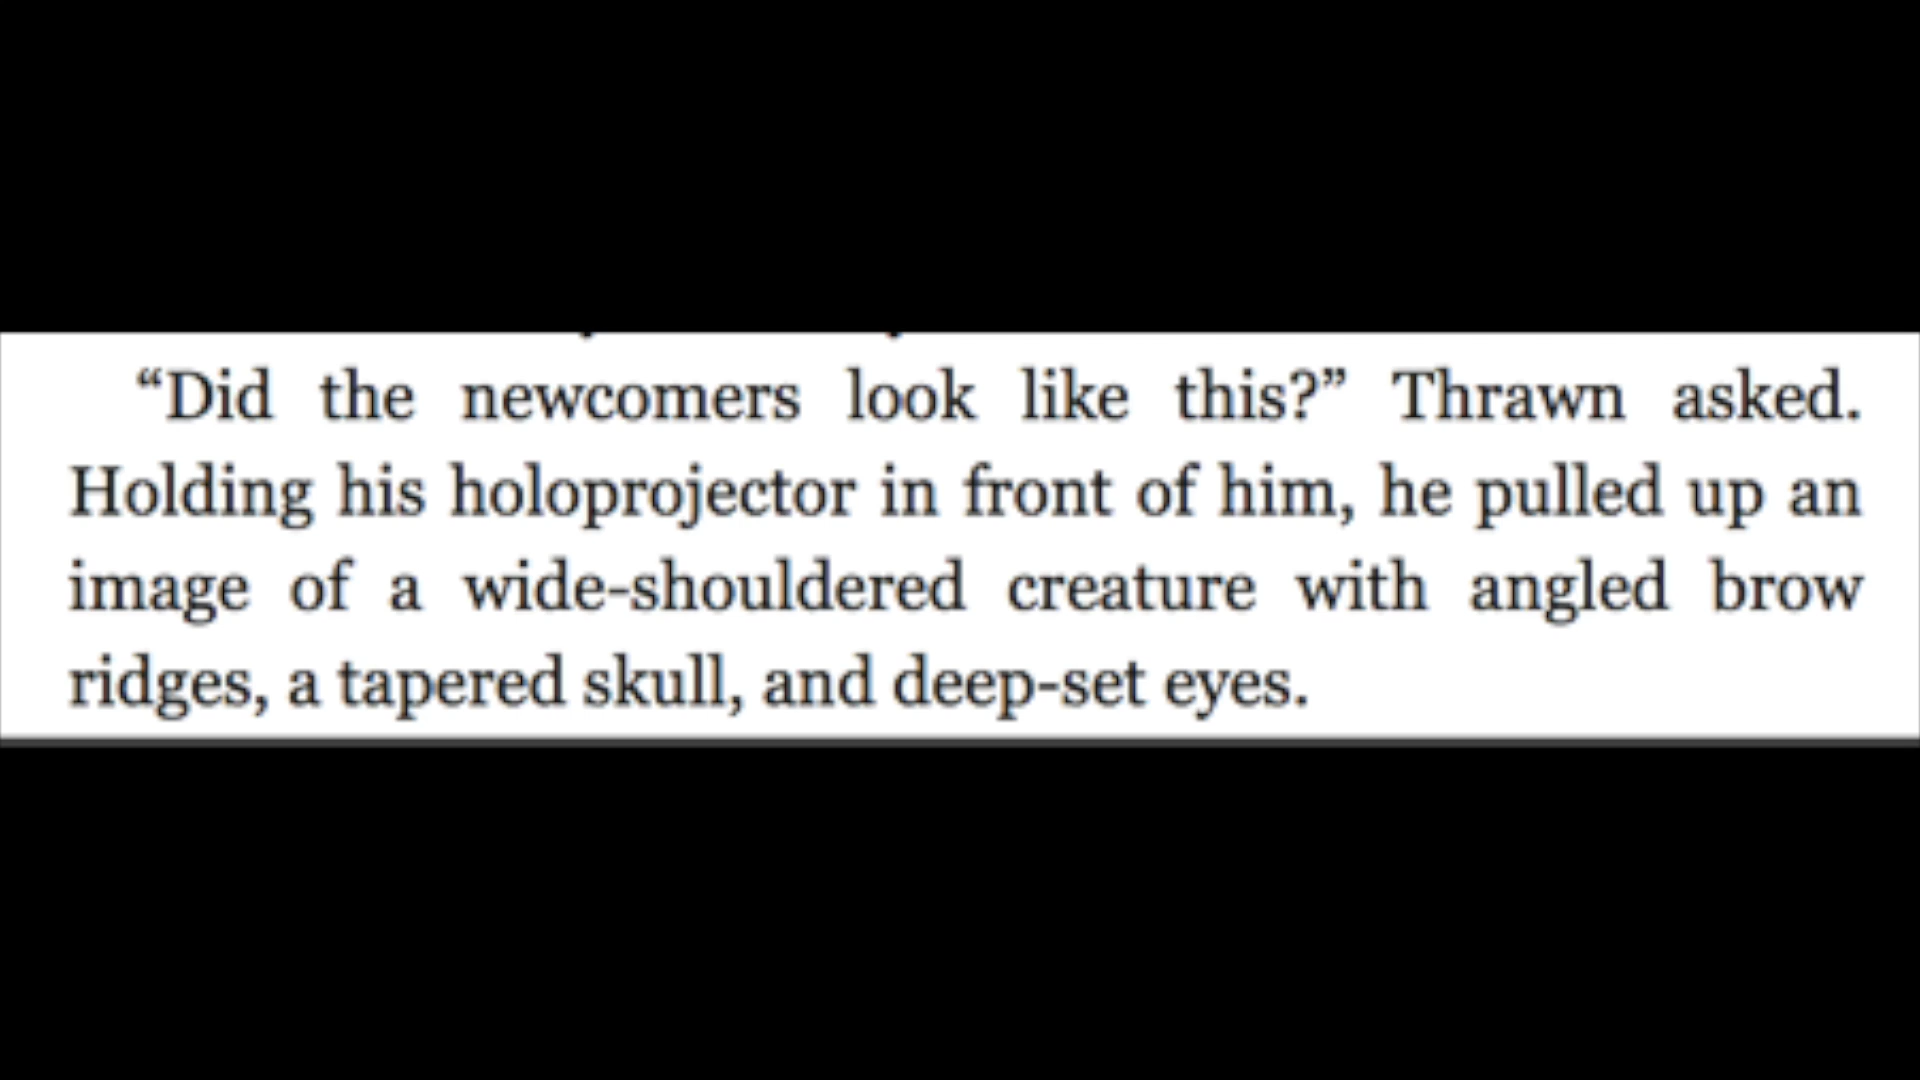 “Did the newcomers look like this?” Thrawn asked.
Holding his holoprojector in front of him, he pulled up an
image of a wide-shouldered creature with angled brow
ridges, a tapered skull, and deep-set eyes.